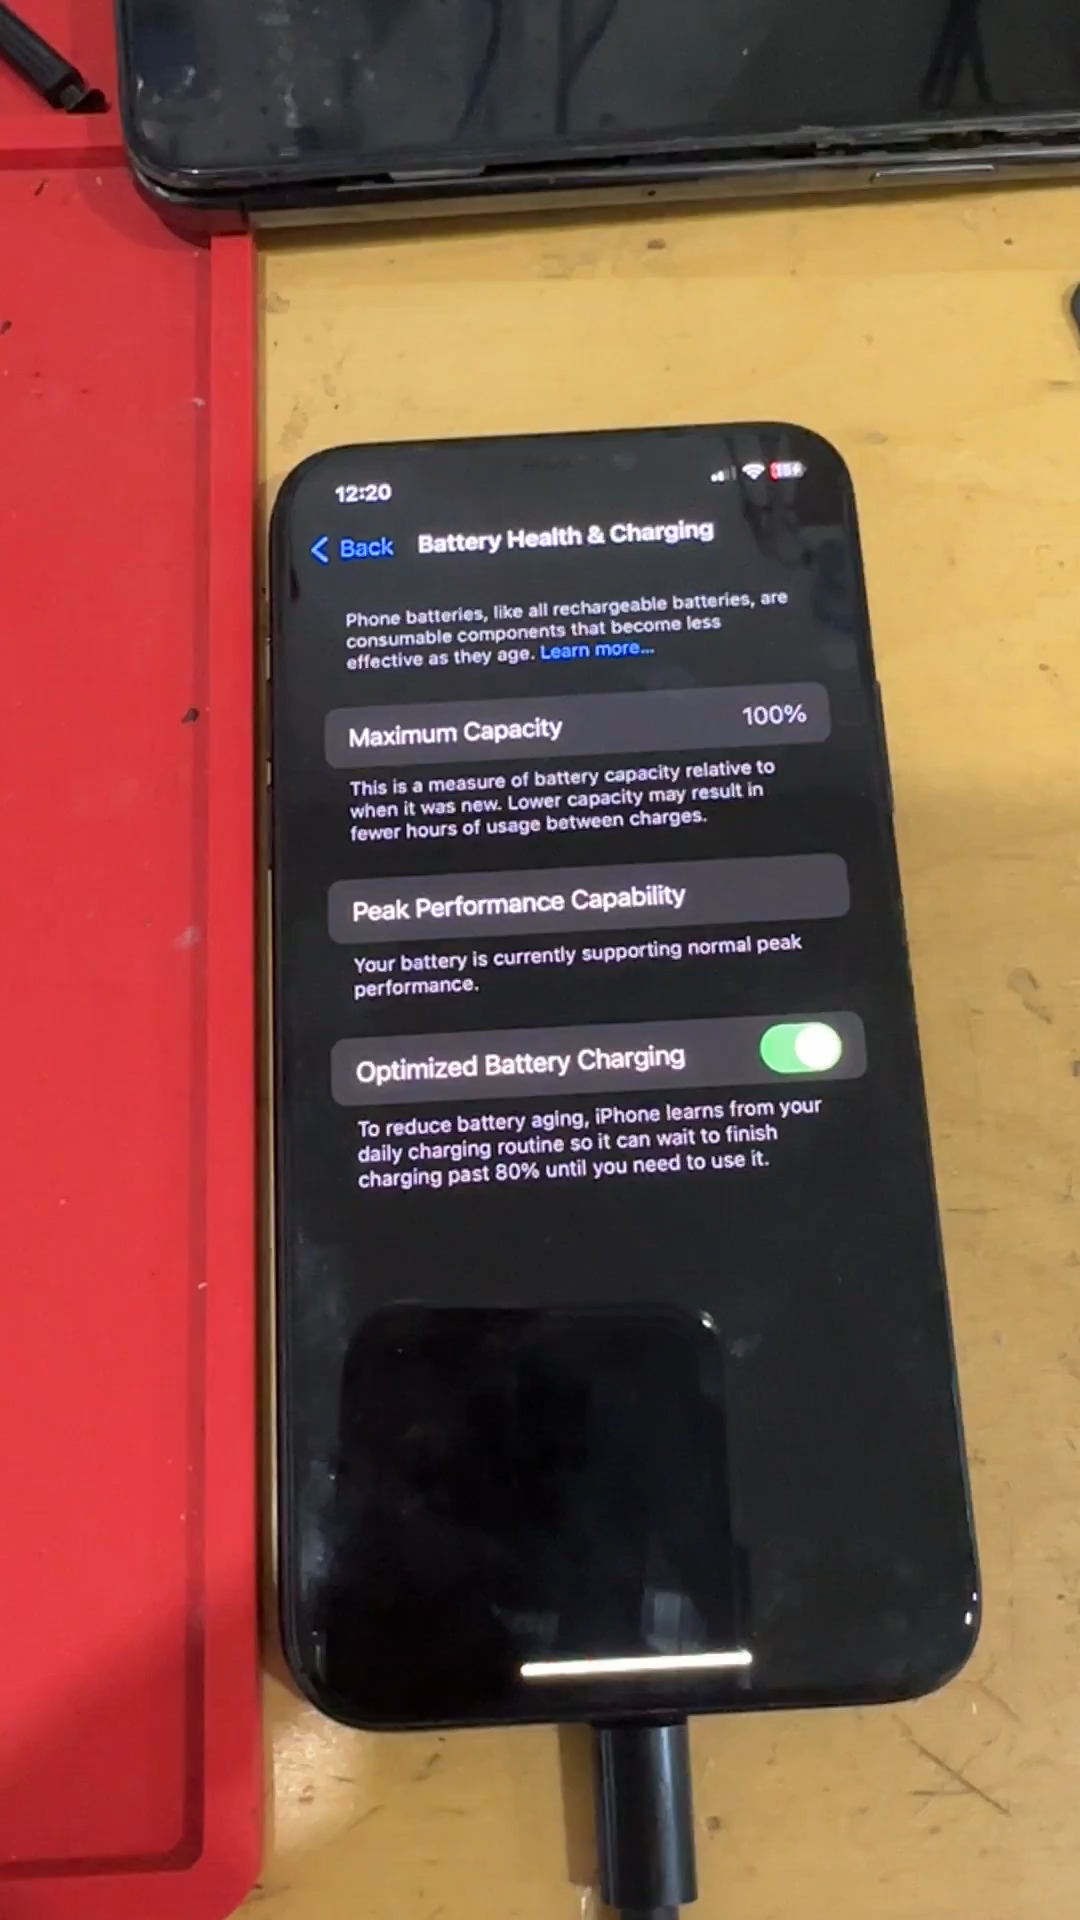 12:20
Back
Battery Health & Charging
Phone batteries, like all rechargeable batteries, are
consumable components that become less
effective as they age. Learn more...
Maximum Capacity 100%
This is a measure of battery capacity relative to
when it was new. Lower capacity may result in
fewer hours of usage between charges.
Peak Performance Capability
Your battery is currently supporting normal peak
performance.
Optimized Battery Charging
To reduce battery aging, iPhone learns from your
daily charging routine so it can wait to finish
charging past 80% until you need to use it.